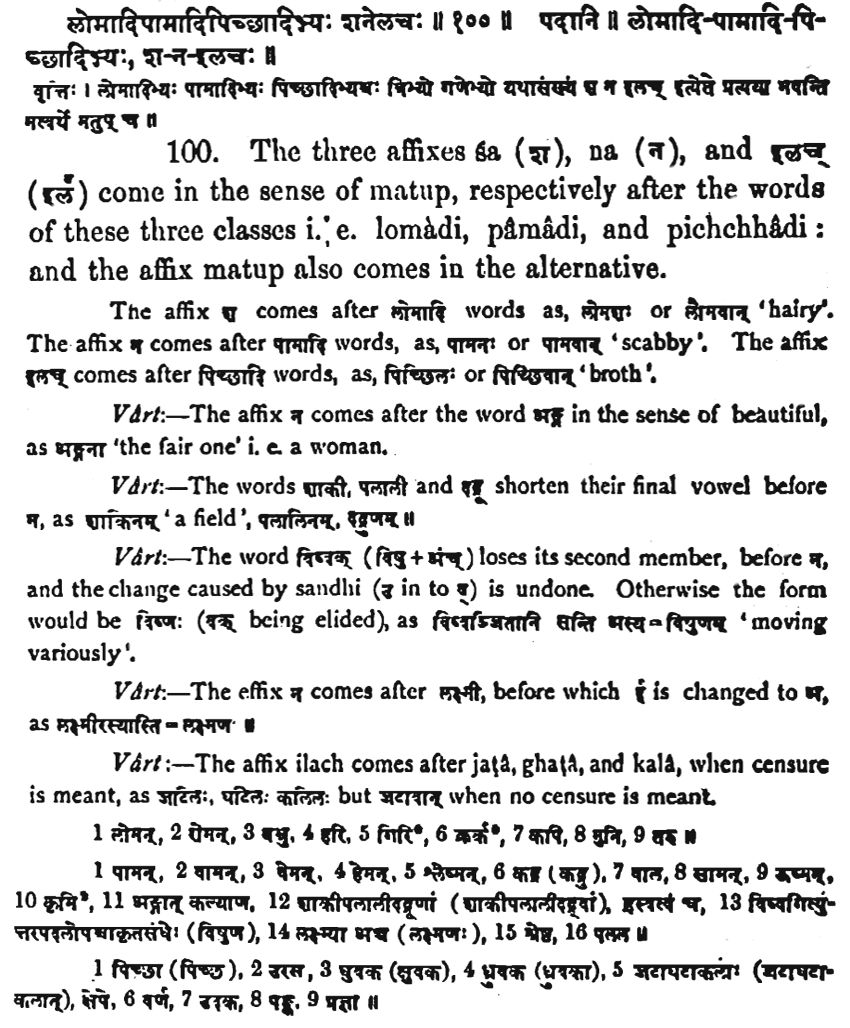 लोमादिपामादिपिच्छादिभ्यः शनेलचः ॥ १०० ॥ पदानि ॥ लोमादि-पामादि-पि-
च्छादिभ्यः, श-न-इलचः ॥
वृत्तिः । लोमादिभ्यः पामादिभ्यः पिच्छादिभ्यश्च त्रिभ्यो गणेभ्यो यथासंख्यं श न इलच् इत्येते प्रत्यया भवन्ति
मत्वर्थे मतुप् च ॥
100. The three affixes śa (श), na (न), and इलच्
(इलँ) come in the sense of matup, respectively after the words
of these three classes i. e. lomàdi, pâmâdi, and pichchhâdi :
and the affix matup also comes in the alternative.
The affix श comes after लोमादि words as, लोमशः or लोमवान् 'hairy'.
The affix न comes after पामादि words, as, पामनः or पामवान् 'scabby'. The affix
इलच् comes after पिच्छादि words, as, पिच्छिलः or पिच्छिवान् 'broth'.
Vârt:—The affix न comes after the word अङ्ग in the sense of beautiful,
as अङ्गना 'the fair one' i. e. a woman.
Vârt:—The words शाकी, पलाली and दद्रू shorten their final vowel before
न, as शाकिनम् 'a field', पलालिनम्, दद्रुणम् ॥
Vârt:—The word विष्वक् (विषु + अंच्) loses its second member, before न,
and the change caused by sandhi (उ in to व्) is undone. Otherwise the form
would be विष्णः (वक् being elided), as विष्वञ्चितानि सन्ति अस्य = विषुणम् 'moving
variously'.
Vârt:—The effix न comes after लक्ष्मी, before which ई is changed to अ,
as लक्ष्मीरस्यास्ति = लक्ष्मण ॥
Vârt:—The affix ilach comes after jaṭâ, ghaṭâ, and kalâ, when censure
is meant, as जटिलः, घटिलः कलिलः but जटावान् when no censure is meant.
1 लोमन्, 2 रोमन्, 3 बभ्रु, 4 हरि, 5 गिरि*, 6 कर्क*, 7 कपि, 8 मुनि, 9 तरु ॥
1 पामन्, 2 वामन्, 3 वेमन्, 4 हेमन्, 5 श्लेष्मन्, 6 कद्रू (कद्रु), 7 वाल, 8 सामन्, 9 ऊष्मन्,
10 कृमि*, 11 अङ्गात् कल्याण, 12 शाकीपलालीदद्रूणां (शाकीपलालीदद्र्वां), ह्रस्वत्वं च, 13 विष्वगित्यु-
त्तरपदलोपश्चाकृतसंधेः (विषुण), 14 लक्ष्म्या अच्च (लक्ष्मणः), 15 श्रेष्ठ, 16 पलल ॥
1 पिच्छा (पिच्छ), 2 उरस, 3 घुवक (क्षुवक), 4 ध्रुवक (धुवका), 5 जटाघटाकलाः (जटाघटा-
कलात्), क्षेपे, 6 वर्ण, 7 उदक, 8 पङ्क, 9 प्रज्ञा ॥